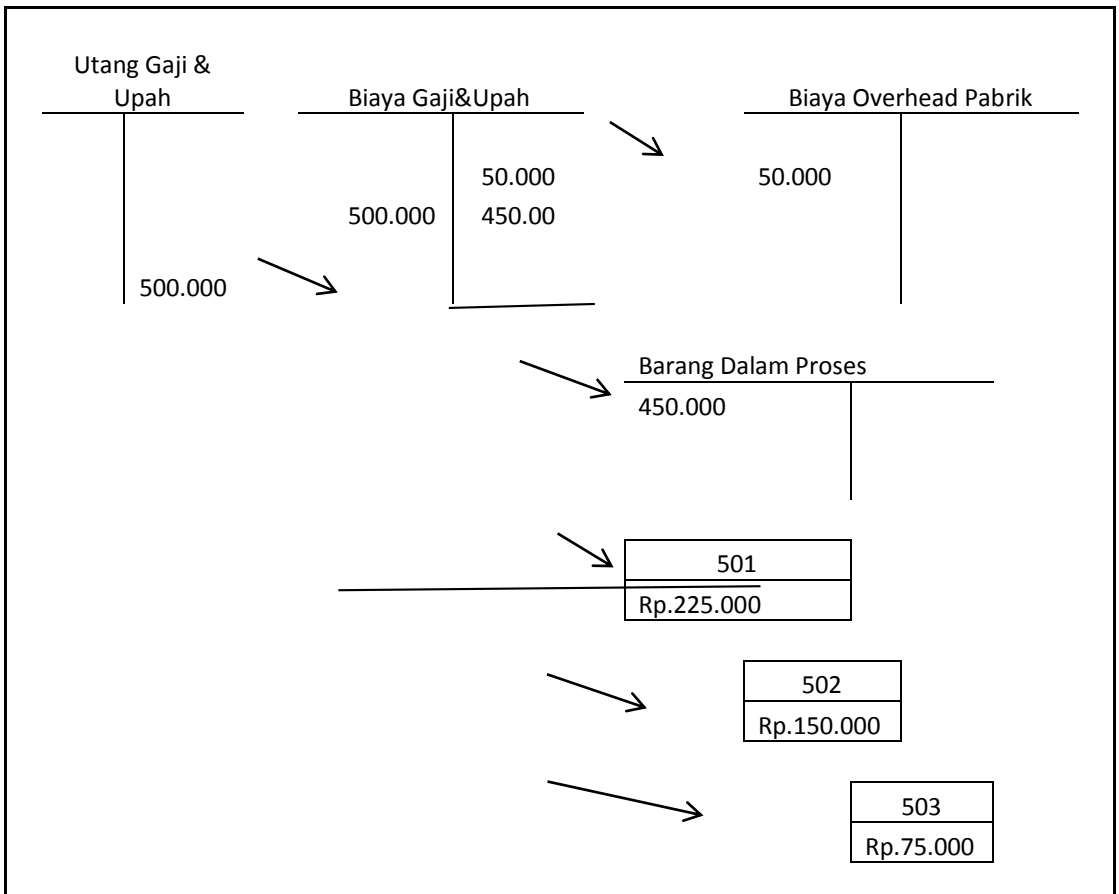 Utang Gaji &
Upah
Biaya Gaji&Upah
Biaya Overhead Pabrik
50.000
50.000
500.000
450.00
500.000
Barang Dalam Proses
450.000
501
Rp.225.000
502
Rp.150.000
503
Rp.75.000